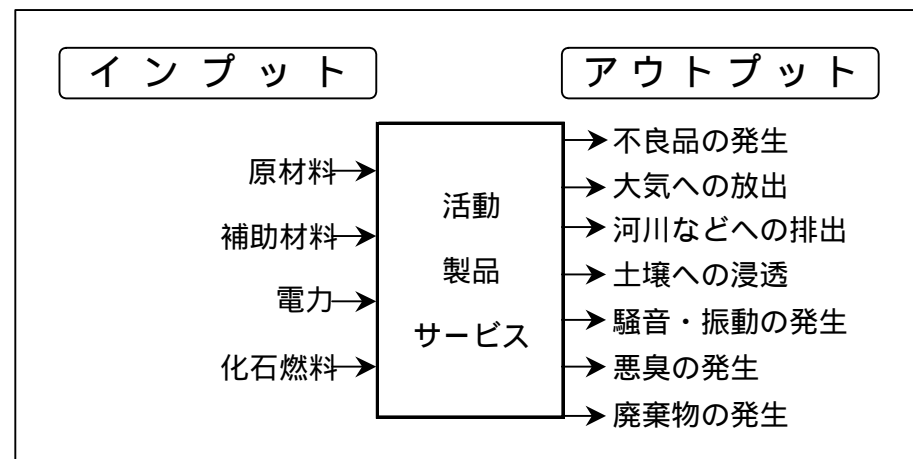 インプット
アウトプット
原材料
補助材料
電力
化石燃料
活動
製品
サービス
不良品の発生
大気への放出
河川などへの排出
土壌への浸透
騒音・振動の発生
悪臭の発生
廃棄物の発生